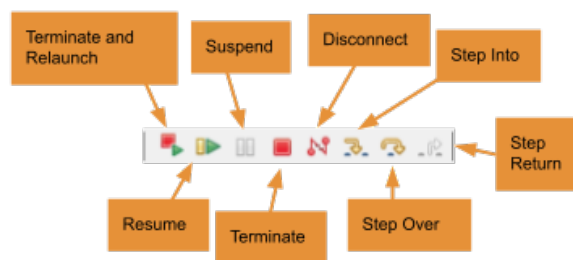 Terminate and
Relaunch
Suspend
Disconnect
Step Into
Step
Return
Resume
Terminate
Step Over